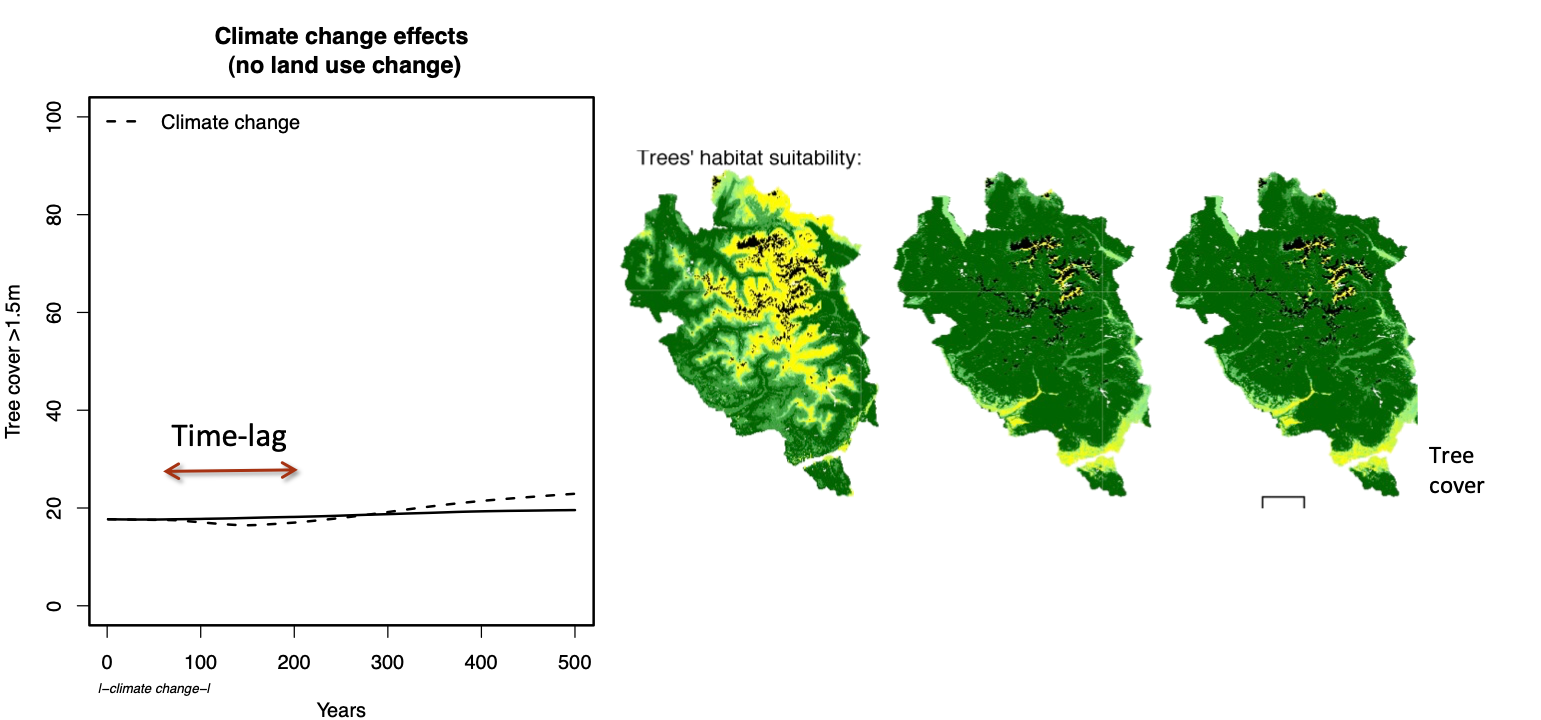 Climate change effects
(no land use change)
Tree cover >1.5m
100
80
60
40
20
0
Climate change
Time-lag
0 100 200 300 400 500
l–climate change–l
Years
Trees' habitat suitability:
Tree
cover